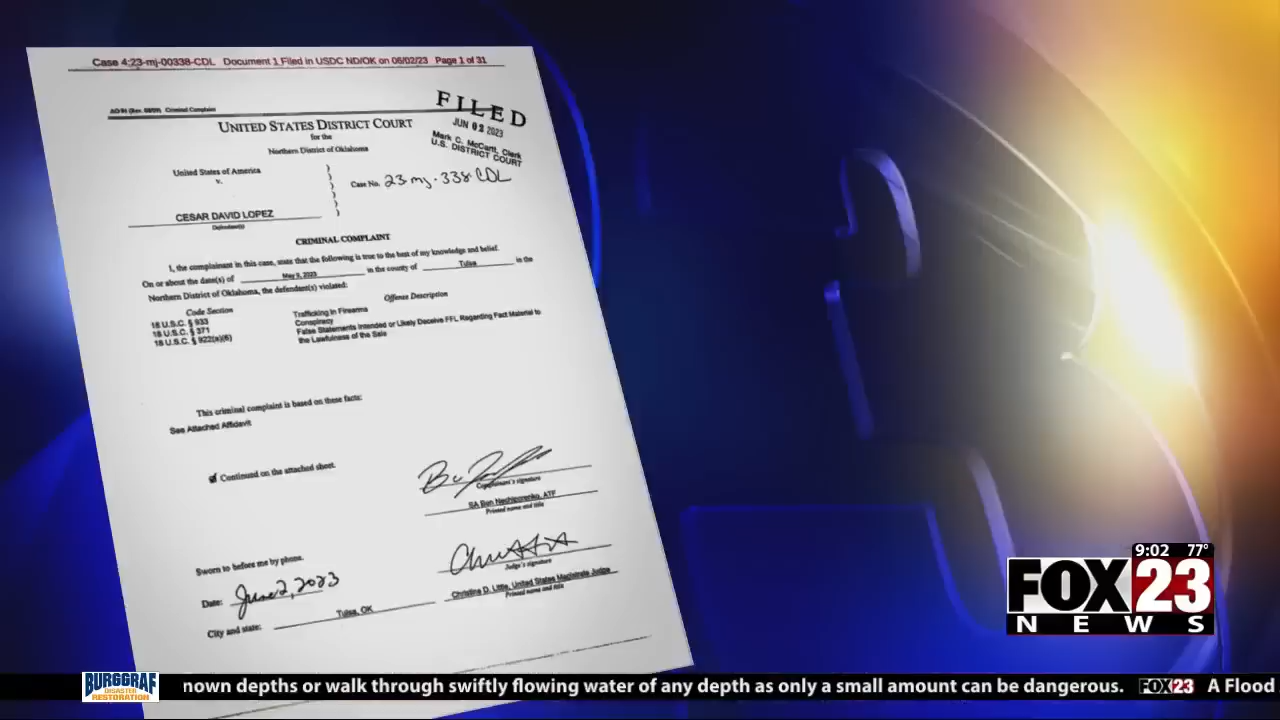 Case 4:23-mj-00338-CDL Document 1 Filed in USDC ND/OK on 06/02/23 Page 1 of 31
AO 91 (Rev. 08/09) Criminal Complaint
FILED
JUN 02 2023
Mark C. McCartt, Clerk
U.S. DISTRICT COURT
UNITED STATES DISTRICT COURT
for the
Northern District of Oklahoma
United States of America
v.
CESAR DAVID LOPEZ
Defendant(s)
)
)
)
)
)
)
Case No. 23-mj-338-CDL
CRIMINAL COMPLAINT
I, the complainant in this case, state that the following is true to the best of my knowledge and belief.
On or about the date(s) of May 9, 2023 in the county of Tulsa in the
Northern District of Oklahoma, the defendant(s) violated:
Code Section Offense Description
18 U.S.C. § 933 Trafficking in Firearms
18 U.S.C. § 371 Conspiracy
18 U.S.C. § 922(a)(6) False Statements Intended or Likely Deceive FFL Regarding Fact Material to
the Lawfulness of the Sale
This criminal complaint is based on these facts:
See Attached Affidavit
Continued on the attached sheet.
Complainant's signature
SA Ben Neshiporenko, ATF
Printed name and title
Sworn to before me by phone.
Judge's signature
Date: June 2, 2023
Christine D. Little, United States Magistrate Judge
Printed name and title
City and state: Tulsa, OK
9:02 77°
FOX 23
NEWS
BURGGRAF
DISASTER
RESTORATION
nown depths or walk through swiftly flowing water of any depth as only a small amount can be dangerous. FOX23 A Flood